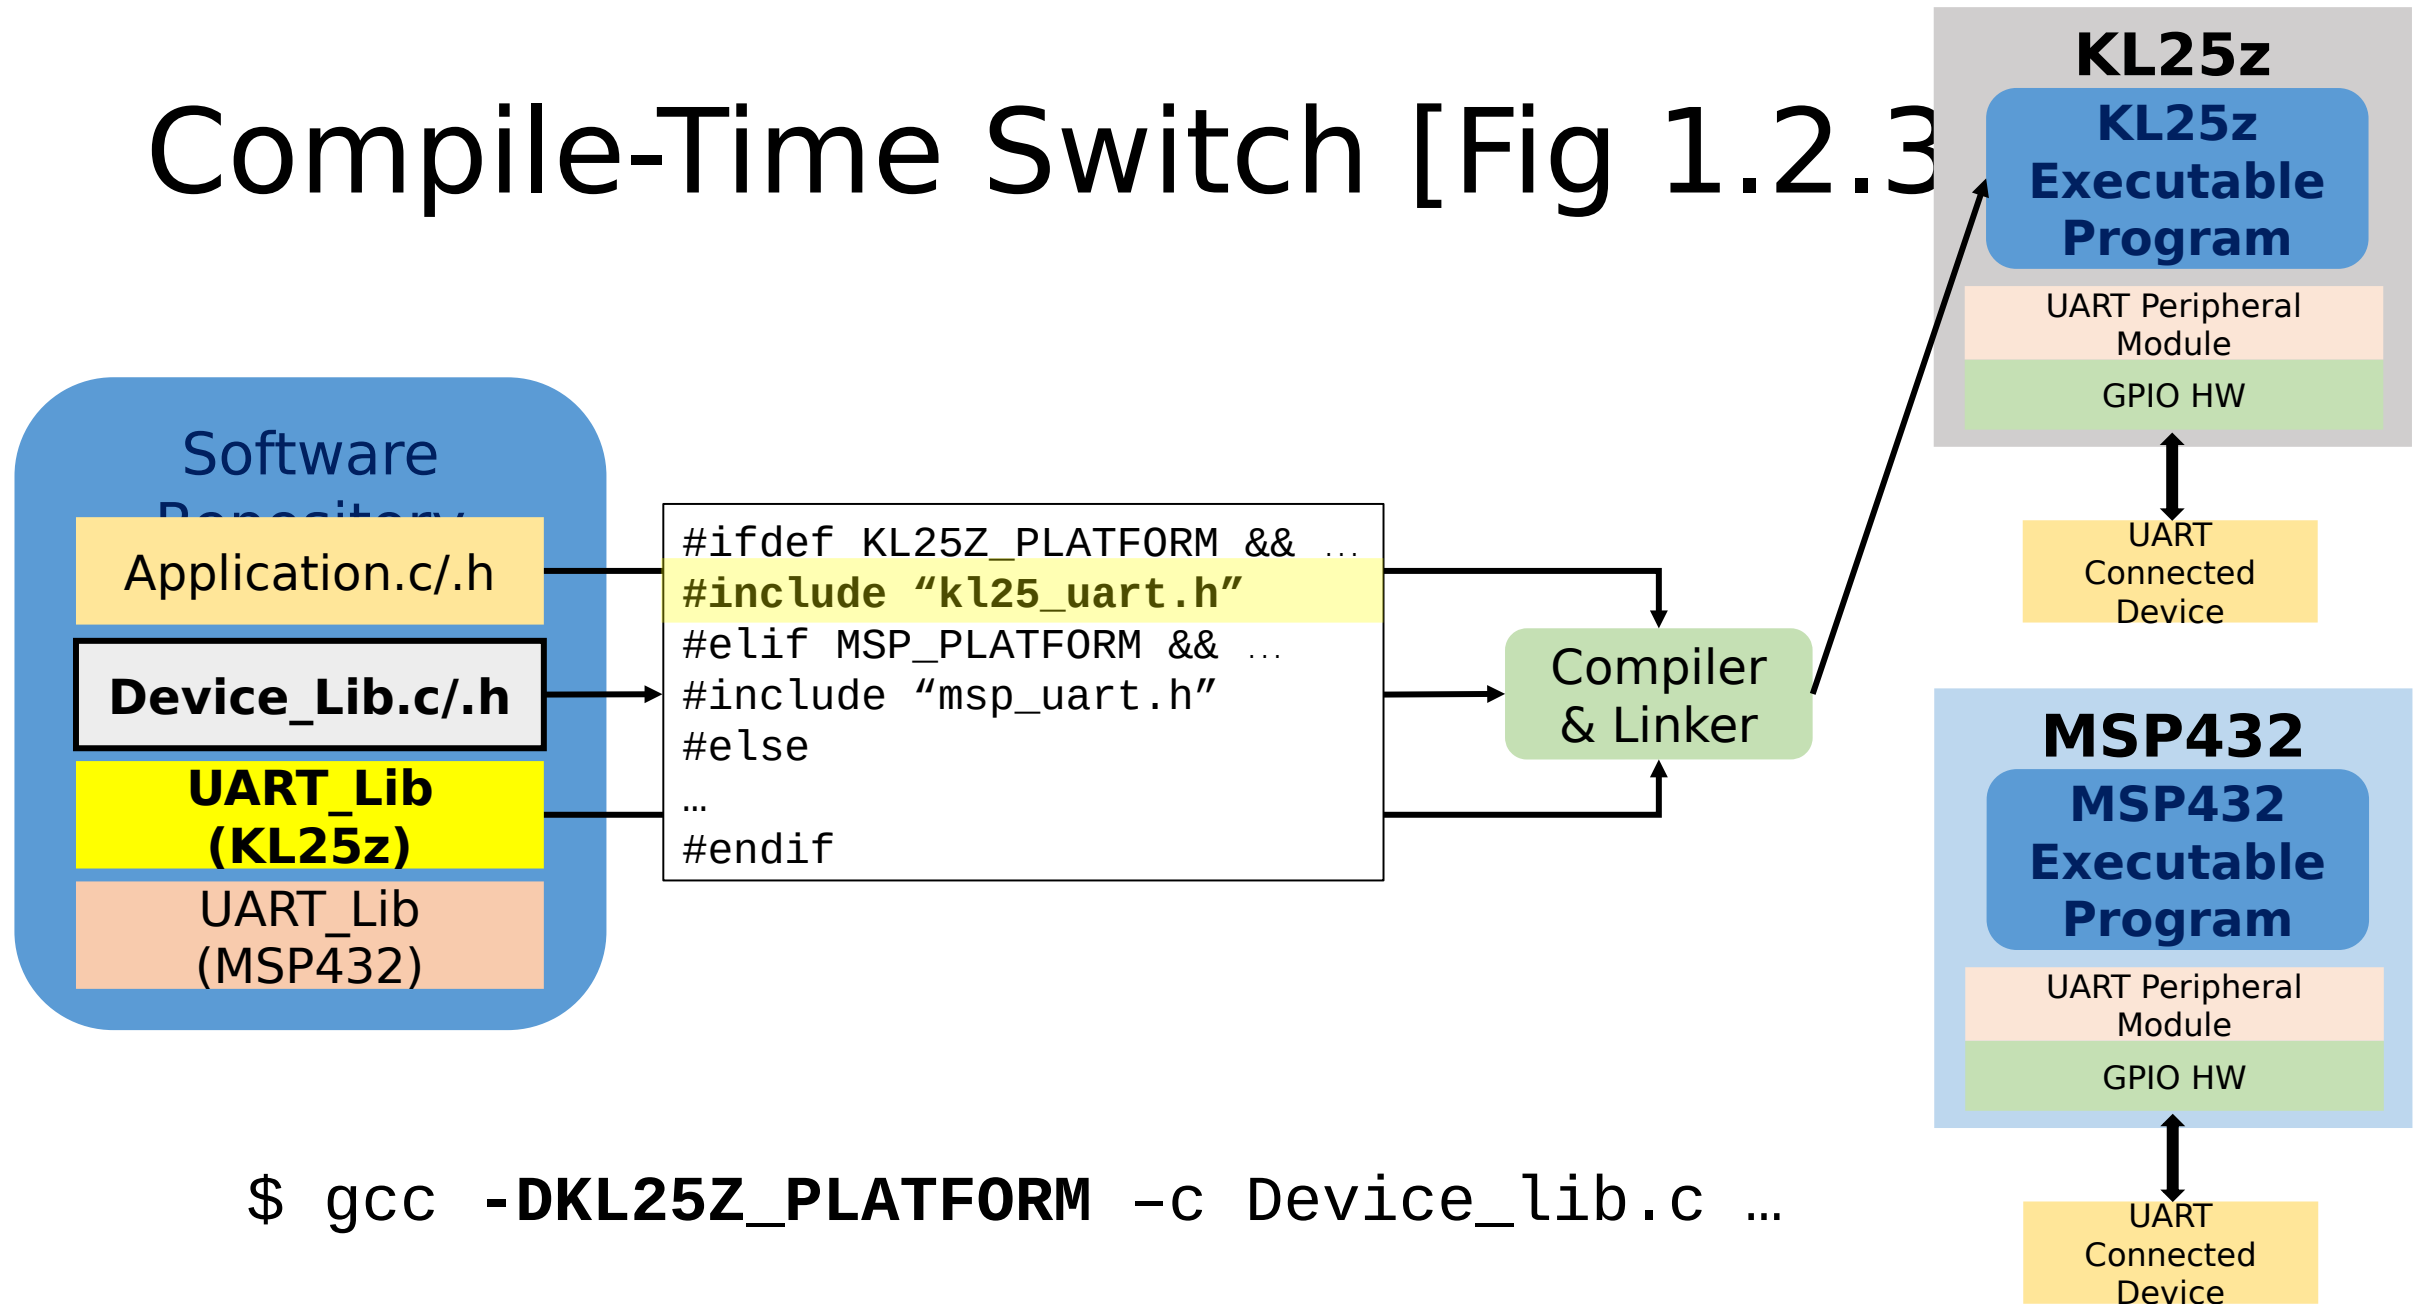 Compile-Time Switch [Fig 1.2.3
Software
Repository
Application.c/.h
Device_Lib.c/.h
UART_Lib
(KL25z)
UART_Lib
(MSP432)
#ifdef KL25Z_PLATFORM && …
#include “kl25_uart.h”
#elif MSP_PLATFORM && …
#include “msp_uart.h”
#else
…
#endif
Compiler
& Linker
KL25z
KL25z
Executable
Program
UART Peripheral
Module
GPIO HW
UART
Connected
Device
MSP432
MSP432
Executable
Program
UART Peripheral
Module
GPIO HW
UART
Connected
Device
$ gcc -DKL25Z_PLATFORM –c Device_lib.c …